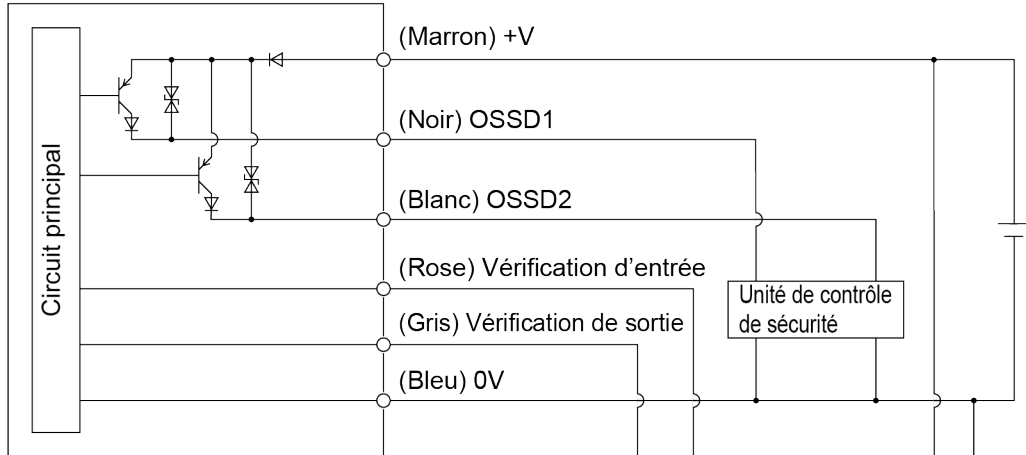 Circuit principal
(Marron) +V
(Noir) OSSD1
(Blanc) OSSD2
(Rose) Vérification d’entrée
(Gris) Vérification de sortie
(Bleu) 0V
Unité de contrôle
de sécurité